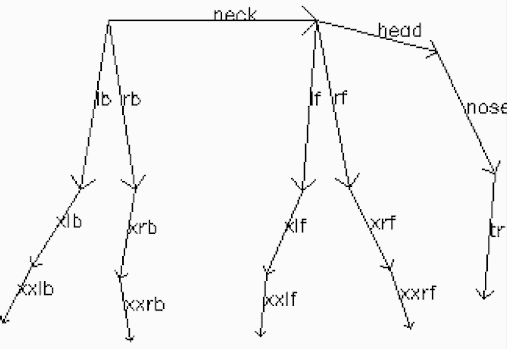 neck
head
lb rb lf rf nose
xlb xrb xlf xrf tr
xxlb xxrb xxlf xxrf